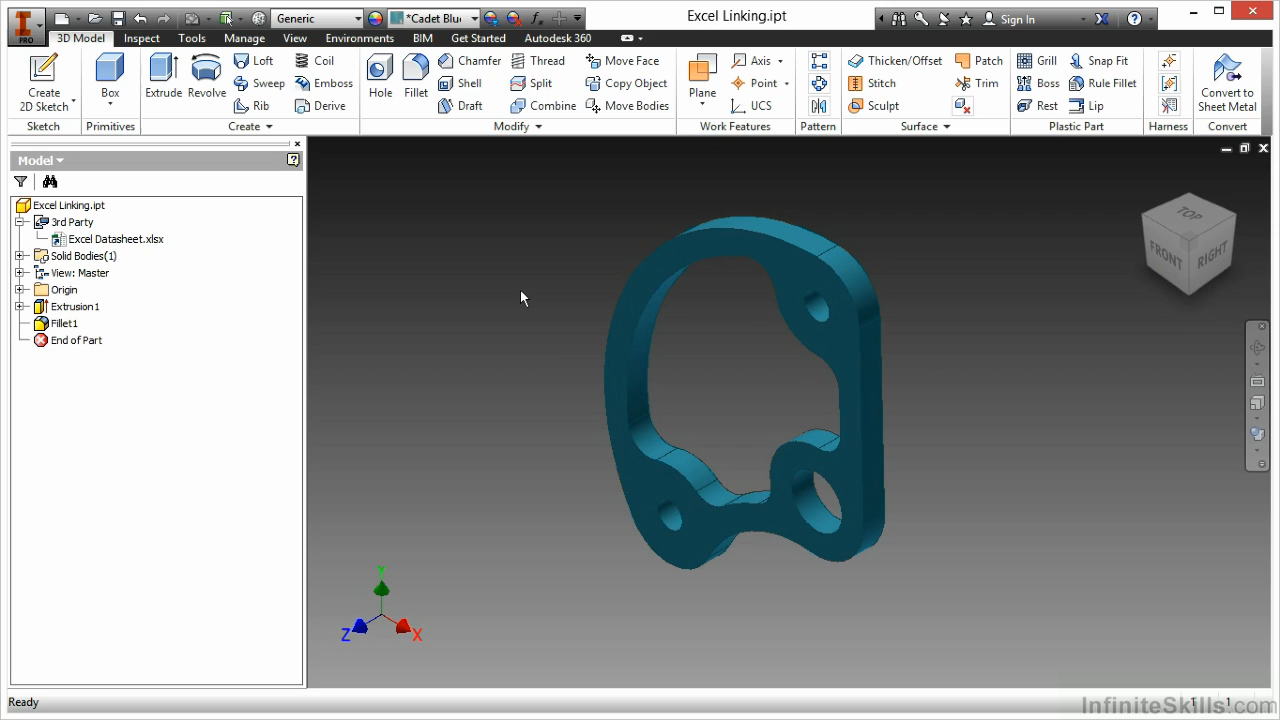 Generic
*Cadet Blu
Excel Linking.ipt
Sign In
PRO
3D Model Inspect Tools Manage View Environments BIM Get Started Autodesk 360
Create
2D Sketch
Sketch
Box
Primitives
Extrude Revolve
Loft Coil
Sweep Emboss
Rib Derive
Create
Hole Fillet
Chamfer Thread Move Face
Shell Split Copy Object
Draft Combine Move Bodies
Modify
Plane
Axis
Point
UCS
Work Features
Pattern
Thicken/Offset Patch
Stitch Trim
Sculpt
Surface
Grill Snap Fit
Boss Rule Fillet
Rest Lip
Plastic Part
Harness
Convert to
Sheet Metal
Convert
Model
Excel Linking.ipt
3rd Party
Excel Datasheet.xlsx
Solid Bodies(1)
View: Master
Origin
Extrusion1
Fillet1
End of Part
TOP
FRONT RIGHT
Y
Z X
Ready
1 1
InfiniteSkills.com